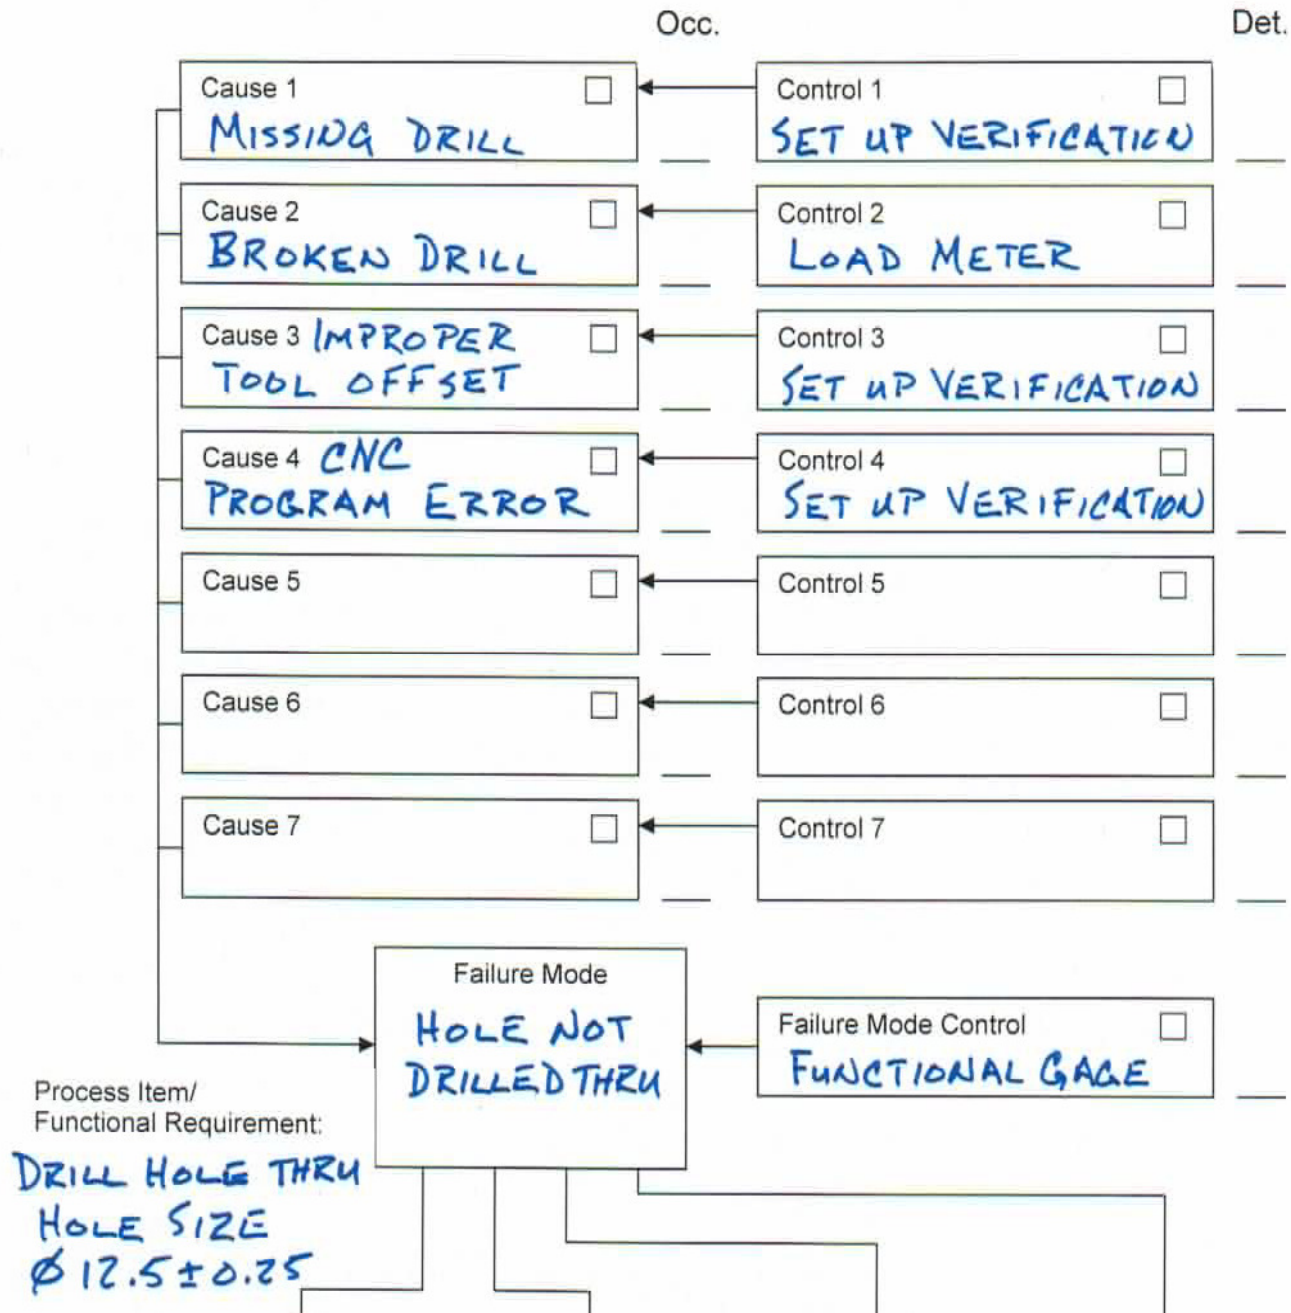 Occ.
Det.
Cause 1
MISSING DRILL
Control 1
SET UP VERIFICATION
Cause 2
BROKEN DRILL
Control 2
LOAD METER
Cause 3 IMPROPER
TOOL OFFSET
Control 3
SET UP VERIFICATION
Cause 4 CNC
PROGRAM ERROR
Control 4
SET UP VERIFICATION
Cause 5
Control 5
Cause 6
Control 6
Cause 7
Control 7
Failure Mode
HOLE NOT
DRILLED THRU
Failure Mode Control
FUNCTIONAL GAGE
Process Item/
Functional Requirement:
DRILL HOLE THRU
HOLE SIZE
Ø 12.5 ± 0.25